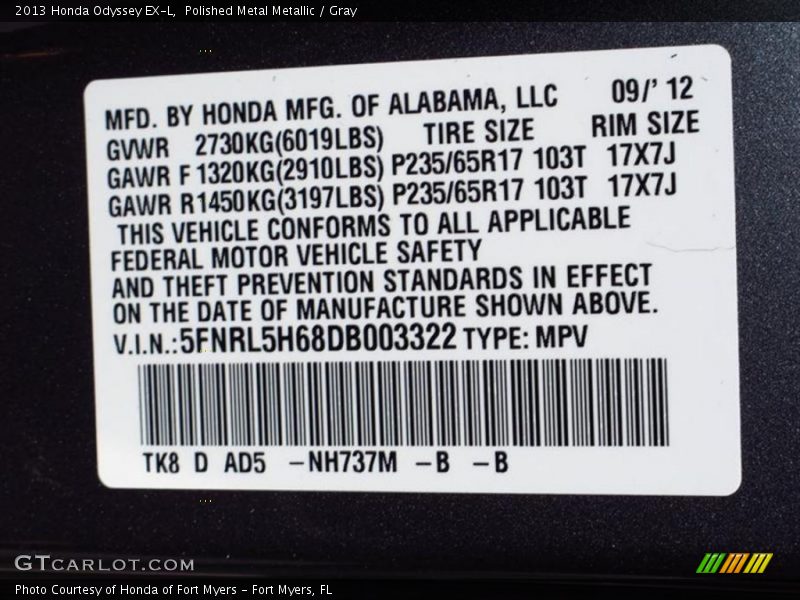 2013 Honda Odyssey EX-L,  Polished Metal Metallic / Gray
MFD. BY HONDA MFG. OF ALABAMA, LLC 09/' 12
GVWR 2730KG(6019LBS) TIRE SIZE RIM SIZE
GAWR F 1320KG(2910LBS) P235/65R17 103T 17X7J
GAWR R1450KG(3197LBS) P235/65R17 103T 17X7J
THIS VEHICLE CONFORMS TO ALL APPLICABLE
FEDERAL MOTOR VEHICLE SAFETY
AND THEFT PREVENTION STANDARDS IN EFFECT
ON THE DATE OF MANUFACTURE SHOWN ABOVE.
V.I.N.:5FNRL5H68DB003322 TYPE: MPV
TK8 D AD5 -NH737M -B -B
GTCARLOT.COM
Photo Courtesy of Honda of Fort Myers - Fort Myers, FL